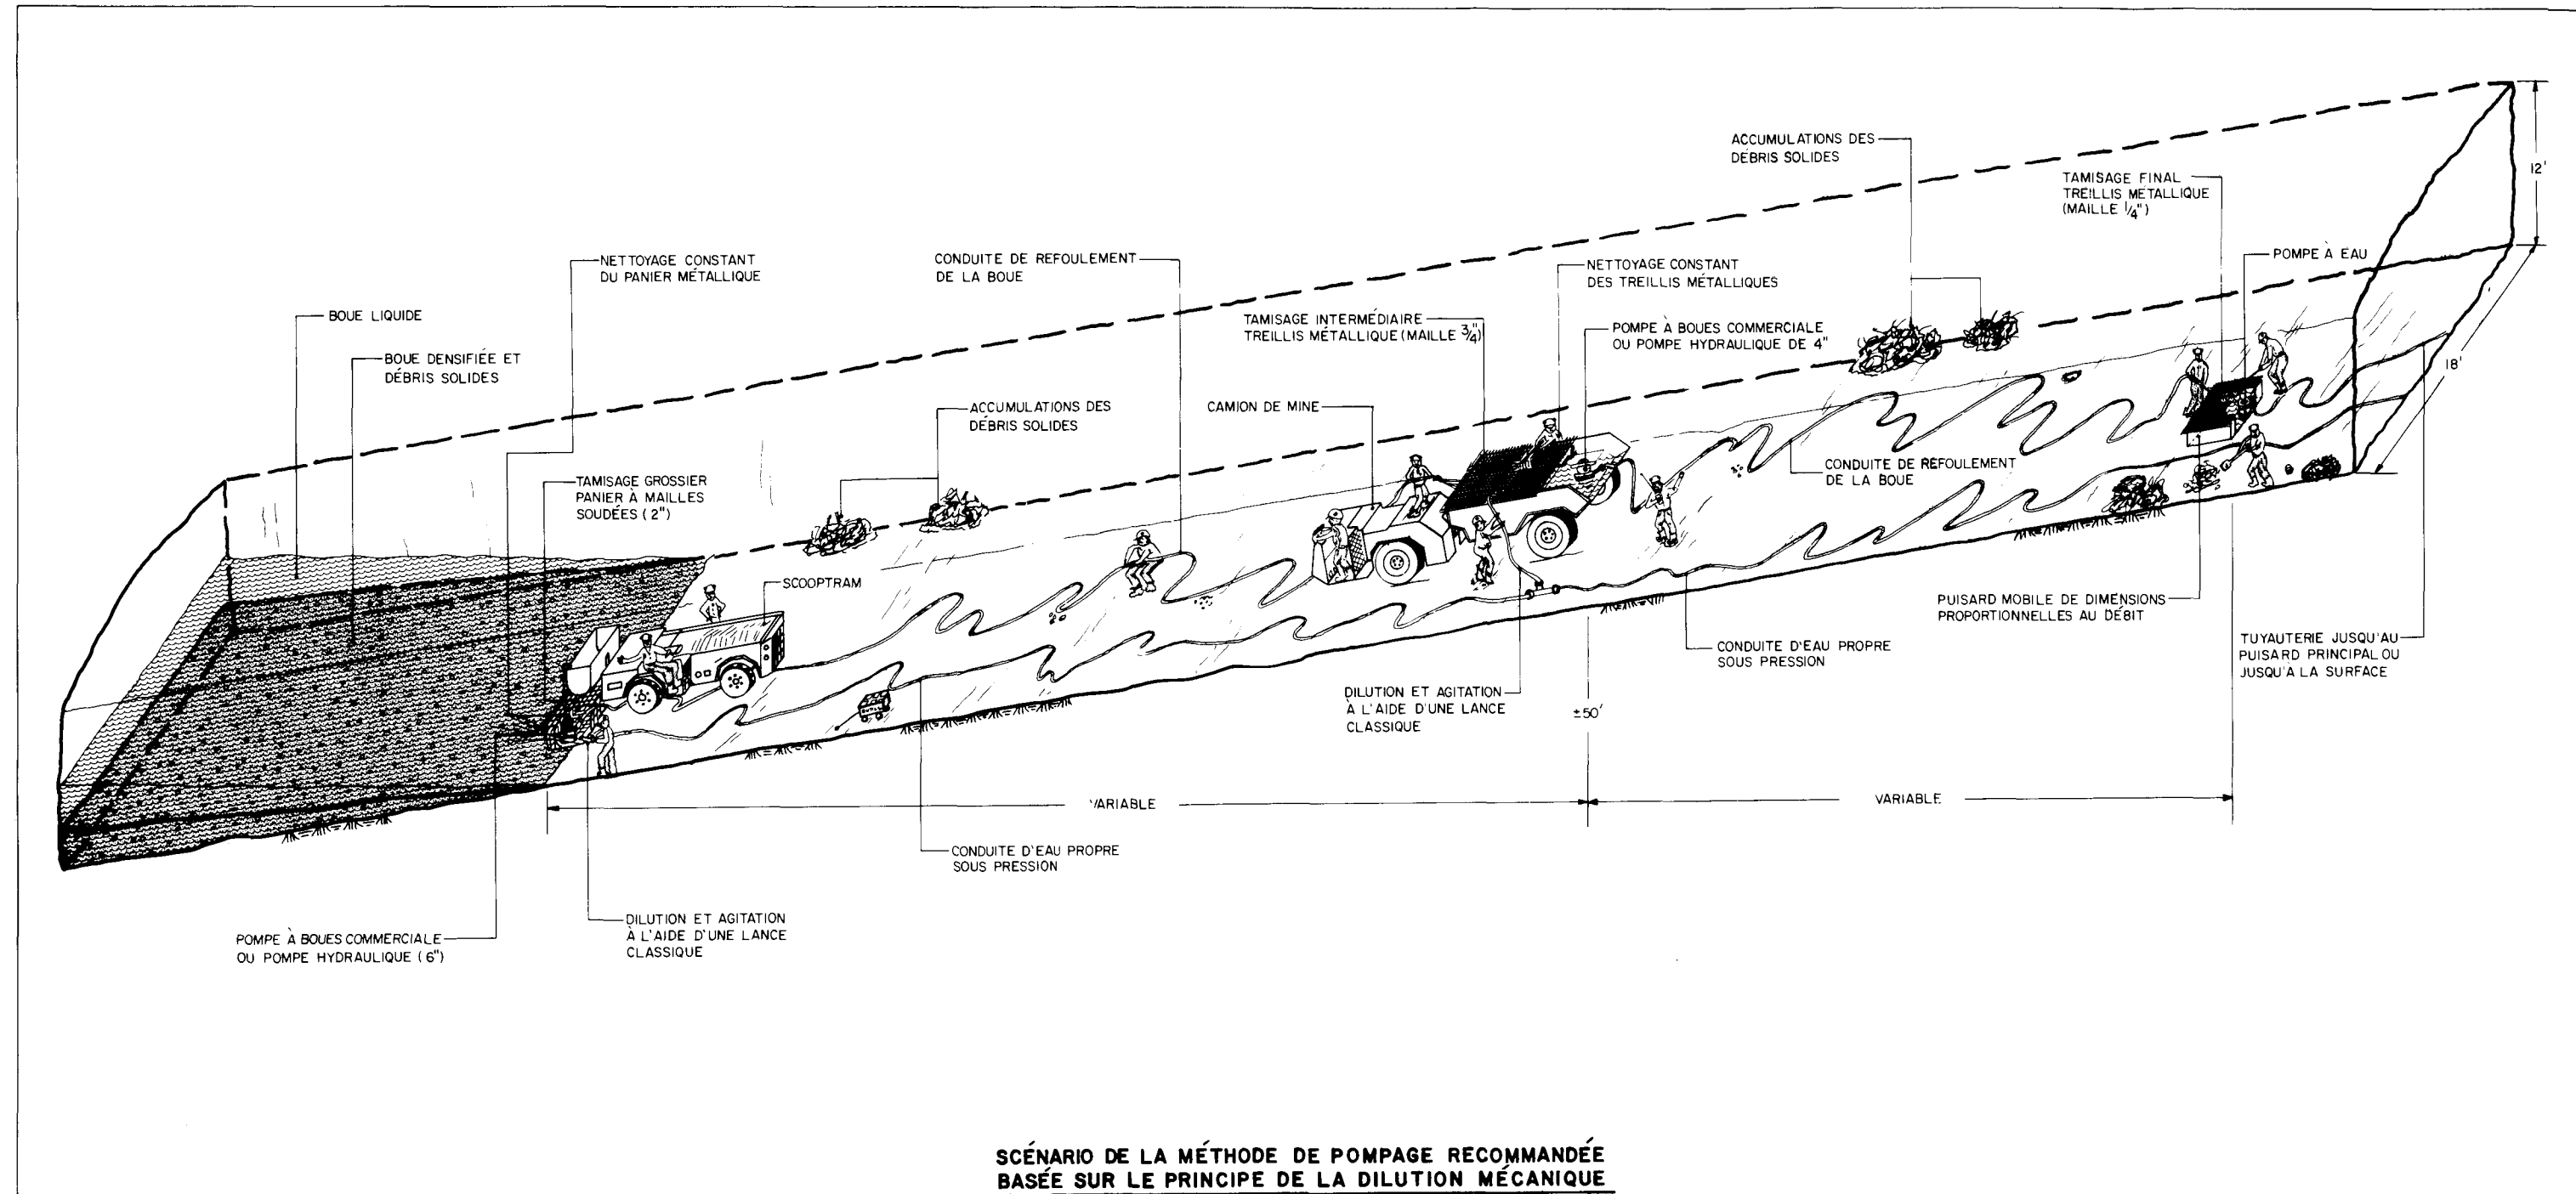 ACCUMULATIONS DES
DÉBRIS SOLIDES
12'
TAMISAGE FINAL
TREILLIS MÉTALLIQUE
(MAILLE 1/4")
POMPE À EAU
NETTOYAGE CONSTANT
DU PANIER MÉTALLIQUE
CONDUITE DE REFOULEMENT
DE LA BOUE
NETTOYAGE CONSTANT
DES TREILLIS MÉTALLIQUES
BOUE LIQUIDE
TAMISAGE INTERMÉDIAIRE
TREILLIS MÉTALLIQUE (MAILLE 3/4")
POMPE À BOUES COMMERCIALE
OU POMPE HYDRAULIQUE DE 4"
BOUE DENSIFIÉE ET
DÉBRIS SOLIDES
18'
ACCUMULATIONS DES
DÉBRIS SOLIDES
CAMION DE MINE
CONDUITE DE REFOULEMENT
DE LA BOUE
TAMISAGE GROSSIER
PANIER À MAILLES
SOUDÉES (2")
SCOOPTRAM
PUISARD MOBILE DE DIMENSIONS
PROPORTIONNELLES AU DÉBIT
TUYAUTERIE JUSQU'AU
PUISARD PRINCIPAL OU
JUSQU'À LA SURFACE
CONDUITE D'EAU PROPRE
SOUS PRESSION
DILUTION ET AGITATION
À L'AIDE D'UNE LANCE
CLASSIQUE
±50'
VARIABLE
VARIABLE
CONDUITE D'EAU PROPRE
SOUS PRESSION
POMPE À BOUES COMMERCIALE
OU POMPE HYDRAULIQUE (6")
DILUTION ET AGITATION
À L'AIDE D'UNE LANCE
CLASSIQUE
SCÉNARIO DE LA MÉTHODE DE POMPAGE RECOMMANDÉE
BASÉE SUR LE PRINCIPE DE LA DILUTION MÉCANIQUE